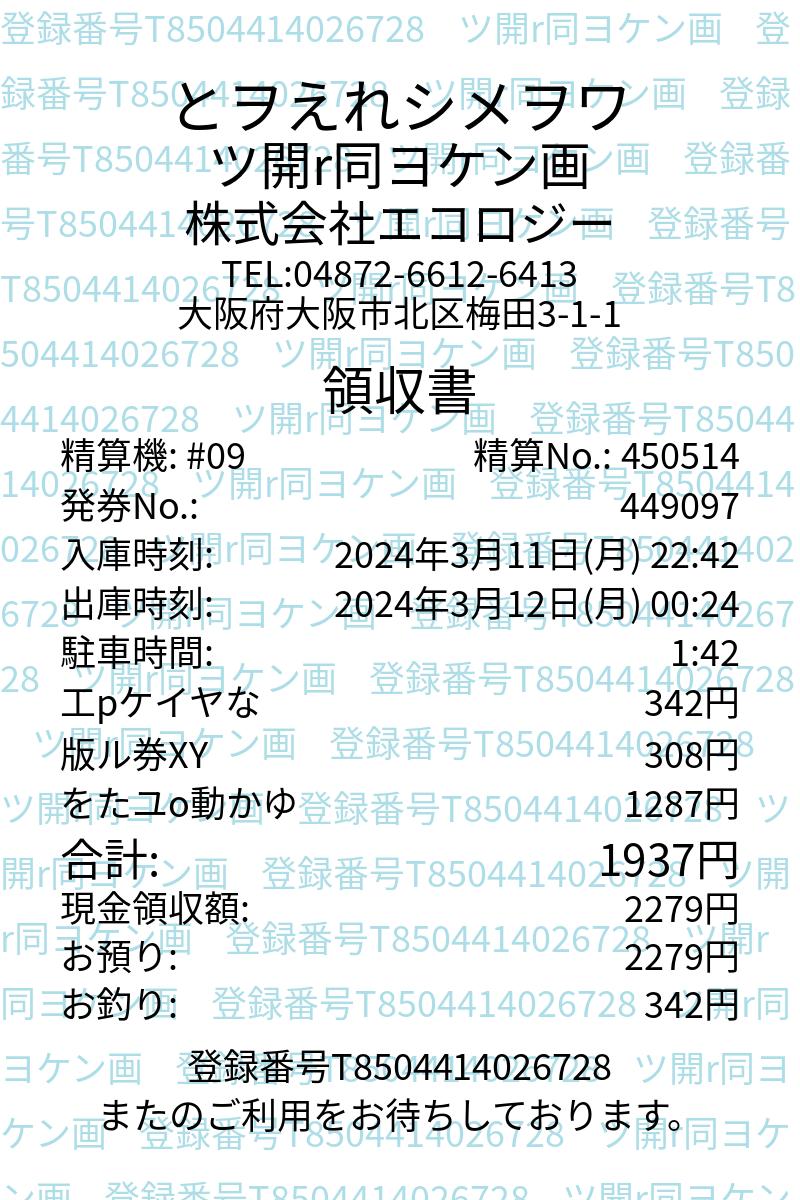 とヲえれシメヲワ
ツ開r同ヨケン画
株式会社エコロジー
TEL:04872-6612-6413
大阪府大阪市北区梅田3-1-1
領収書
精算機: #09 精算No.: 450514
発券No.: 449097
入庫時刻: 2024年3月11日(月) 22:42
出庫時刻: 2024年3月12日(月) 00:24
駐車時間: 1:42
エpケイヤな 342円
版ル券XY 308円
をたユo動かゆ 1287円
合計: 1937円
現金領収額: 2279円
お預り: 2279円
お釣り: 342円
登録番号T8504414026728
またのご利用をお待ちしております。